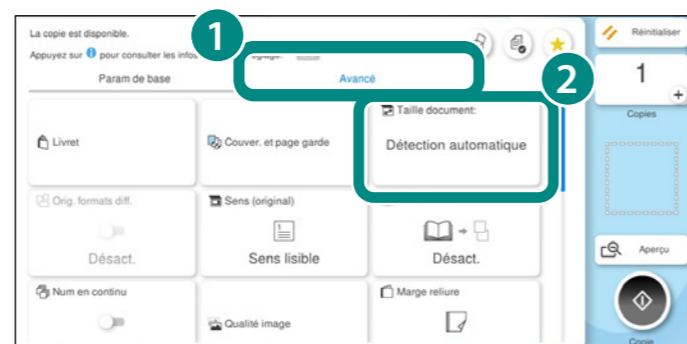 La copie est disponible.
Appuyez sur pour consulter les infos
1
Réinitialiser
Param de base
Avancé
2
1
+
Copies
Livret
Couver. et page garde
Taille document:
Détection automatique
Orig. formats diff.
Désact.
Sens (original)
Sens lisible
Désact.
Aperçu
Num en continu
Qualité image
Marge reliure
Copie